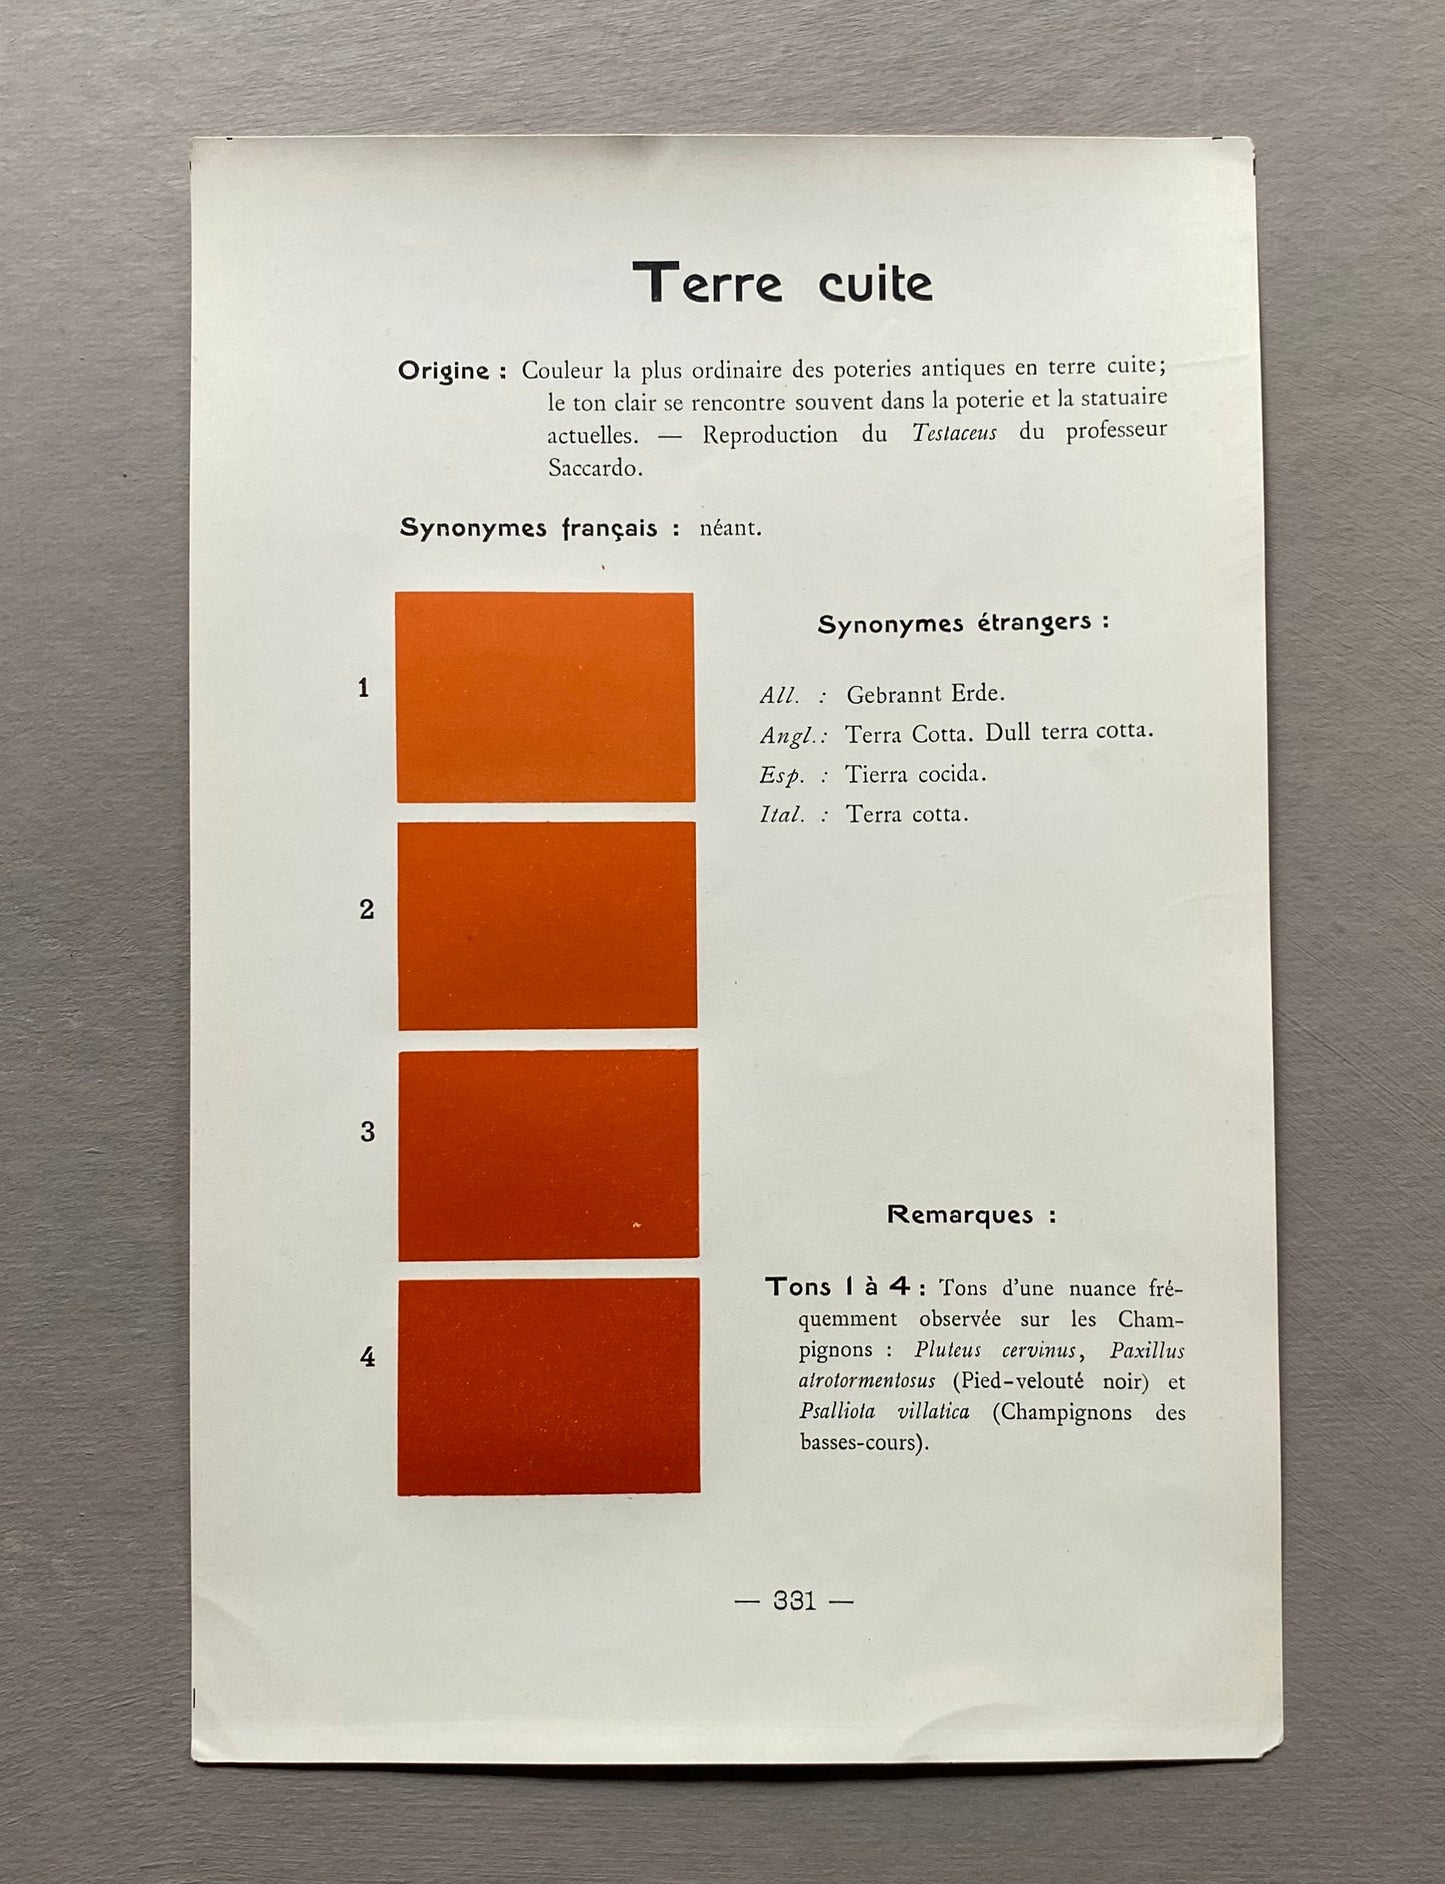 Terre cuite
Origine : Couleur la plus ordinaire des poteries antiques en terre cuite;
le ton clair se rencontre souvent dans la poterie et la statuaire
actuelles. — Reproduction du Testaceus du professeur
Saccardo.
Synonymes français : néant.
1
2
3
4
Synonymes étrangers :
All. : Gebrannt Erde.
Angl.: Terra Cotta. Dull terra cotta.
Esp. : Tierra cocida.
Ital. : Terra cotta.
Remarques :
Tons 1 à 4 : Tons d'une nuance fré-
quemment observée sur les Cham-
pignons : Pluteus cervinus, Paxillus
atrotormentosus (Pied-velouté noir) et
Psalliota villatica (Champignons des
basses-cours).
— 331 —